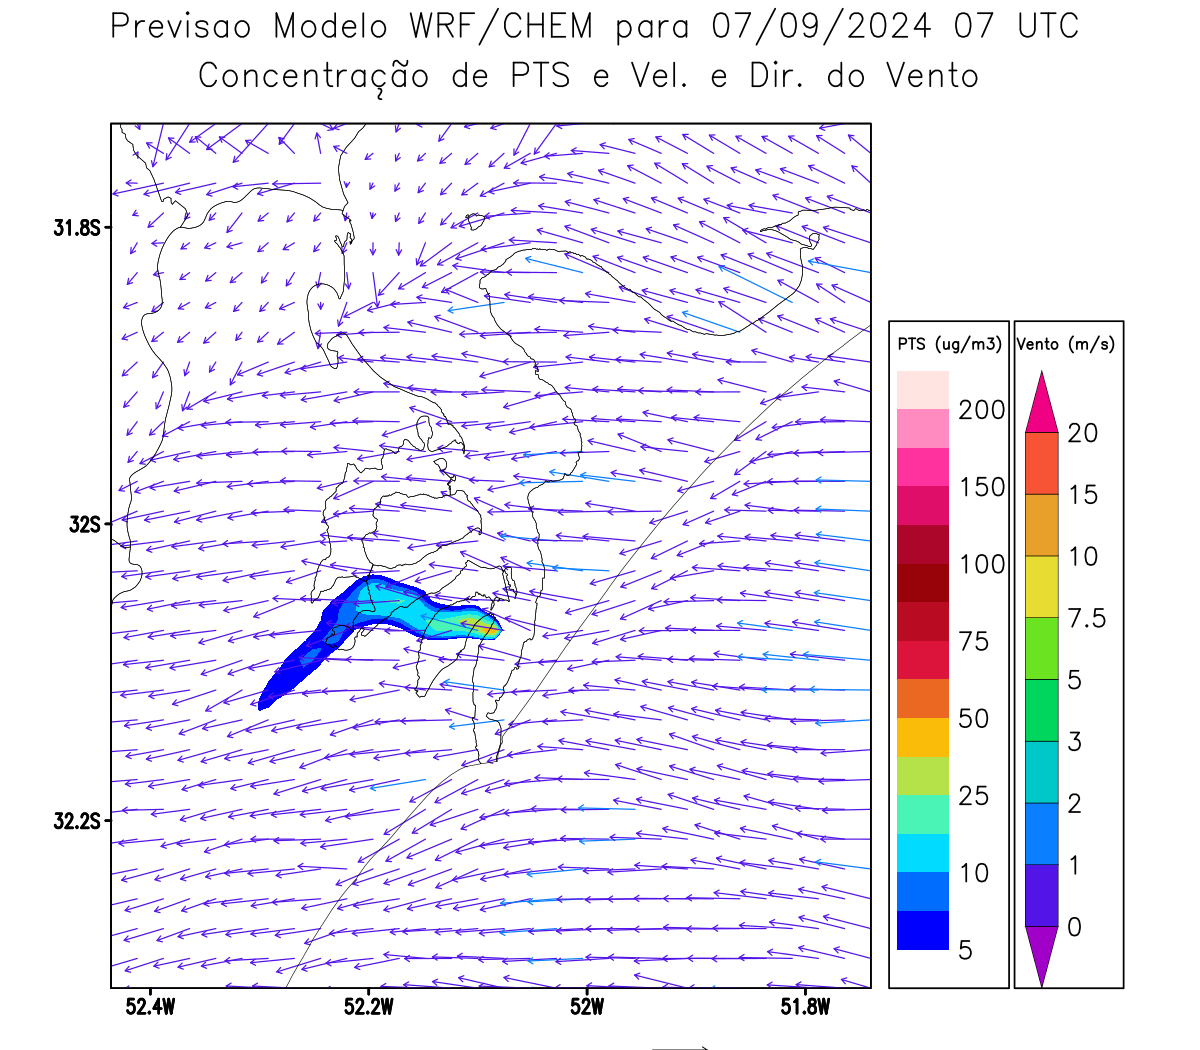 Previsao Modelo WRF/CHEM para 07/09/2024 07 UTC
Concentração de PTS e Vel. e Dir. do Vento
31.8S
32S
32.2S
52.4W 52.2W 52W 51.8W
PTS (ug/m3)
200
150
100
75
50
25
10
5
Vento (m/s)
20
15
10
7.5
5
3
2
1
0